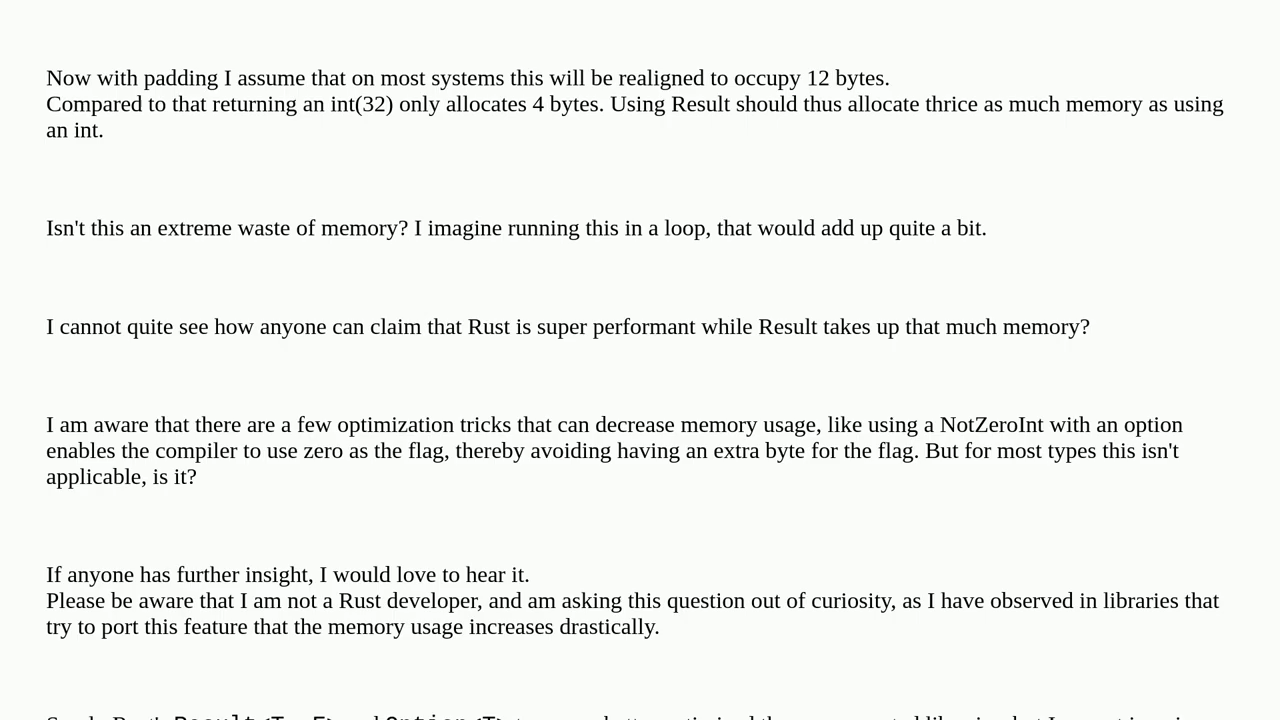 Now with padding I assume that on most systems this will be realigned to occupy 12 bytes.
Compared to that returning an int(32) only allocates 4 bytes. Using Result should thus allocate thrice as much memory as using
an int.
Isn't this an extreme waste of memory? I imagine running this in a loop, that would add up quite a bit.
I cannot quite see how anyone can claim that Rust is super performant while Result takes up that much memory?
I am aware that there are a few optimization tricks that can decrease memory usage, like using a NotZeroInt with an option
enables the compiler to use zero as the flag, thereby avoiding having an extra byte for the flag. But for most types this isn't
applicable, is it?
If anyone has further insight, I would love to hear it.
Please be aware that I am not a Rust developer, and am asking this question out of curiosity, as I have observed in libraries that
try to port this feature that the memory usage increases drastically.